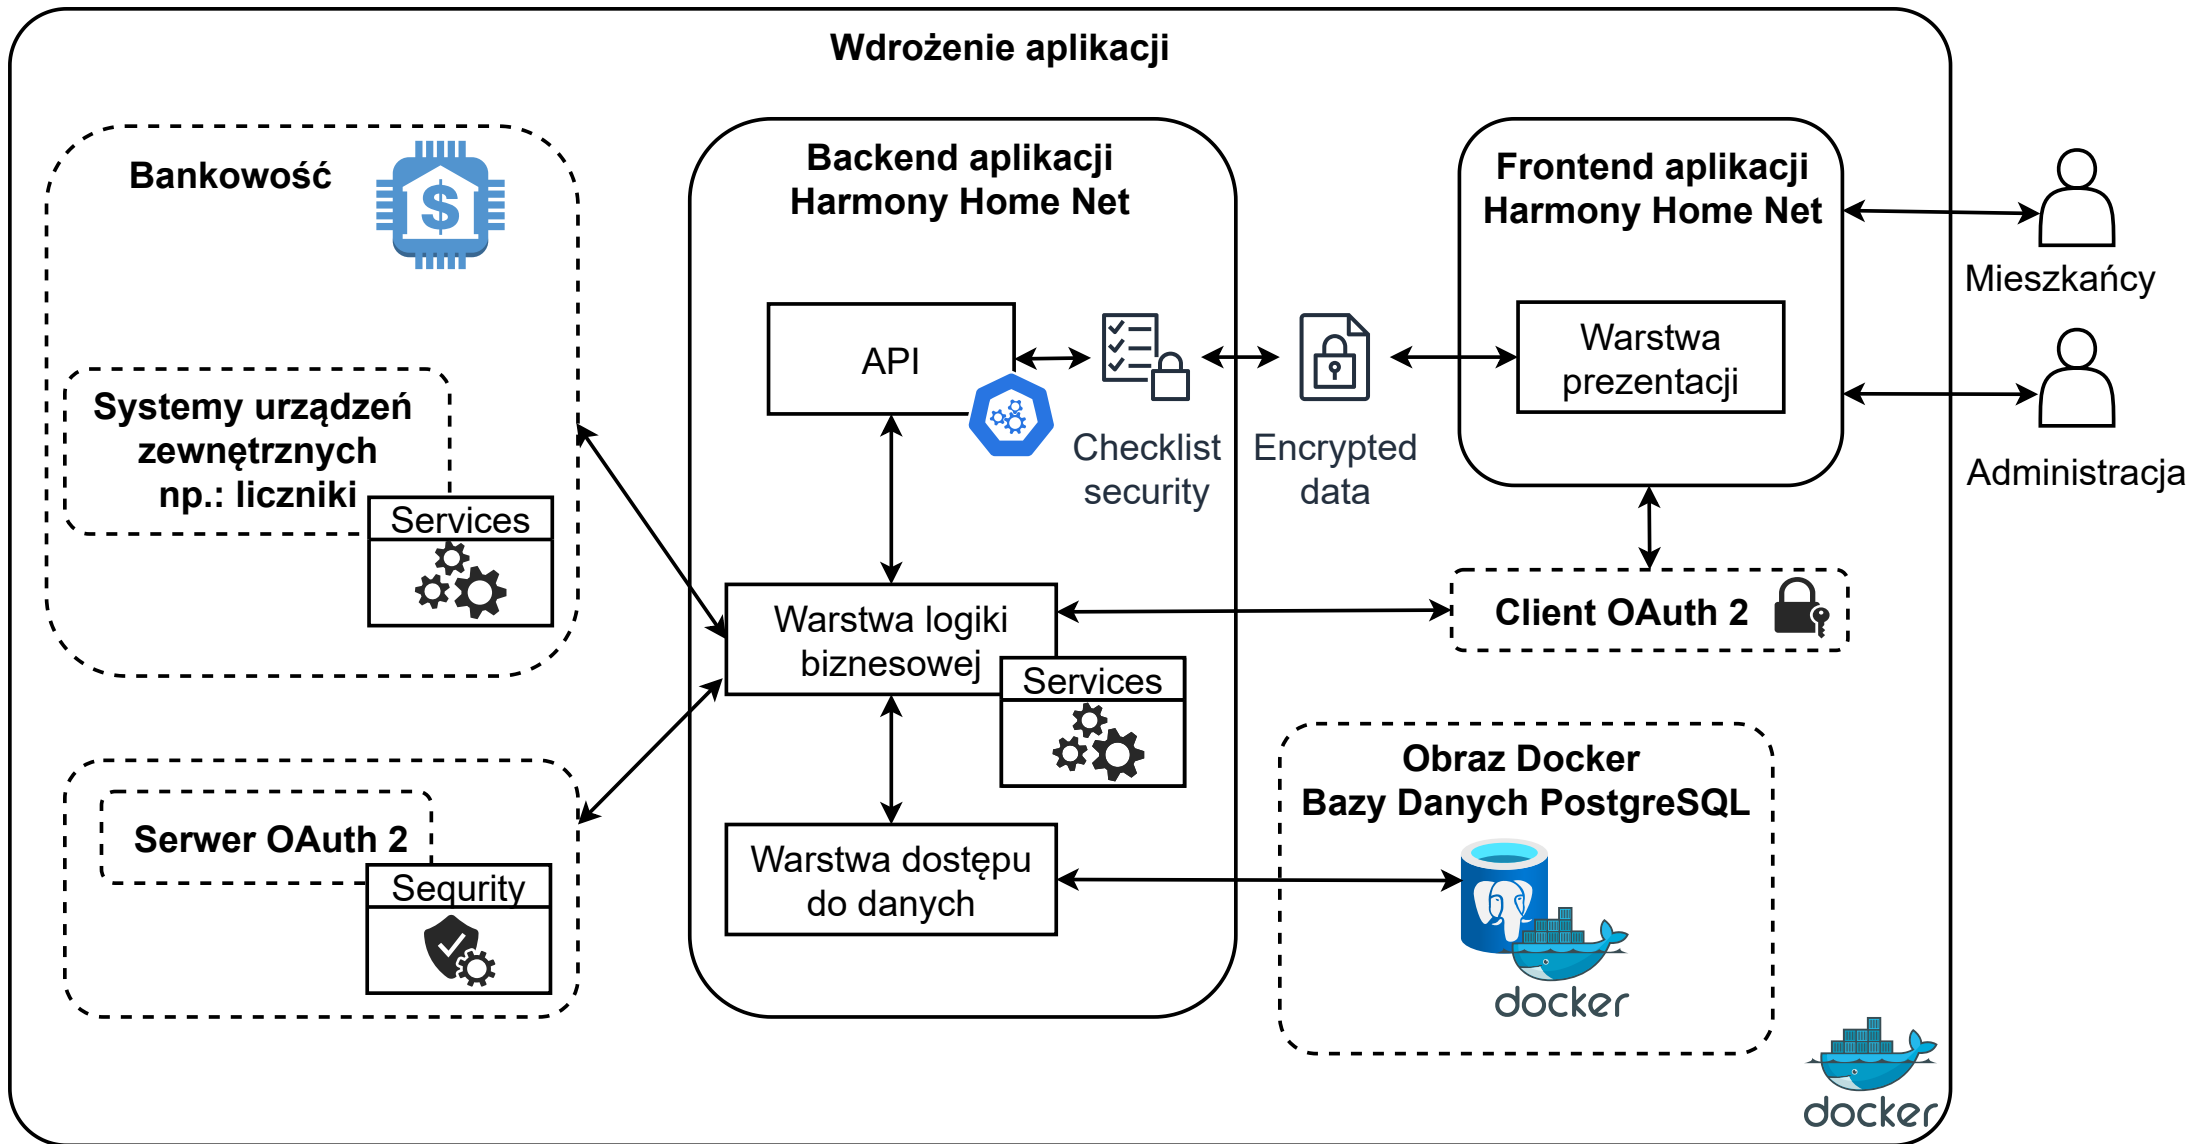 Wdrożenie aplikacji
Bankowość
Systemy urządzeń
zewnętrznych
np.: liczniki
Services
Serwer OAuth 2
Sequrity
Backend aplikacji
Harmony Home Net
API
Checklist
security
Encrypted
data
Warstwa logiki
biznesowej
Services
Warstwa dostępu
do danych
Frontend aplikacji
Harmony Home Net
Warstwa
prezentacji
Client OAuth 2
Obraz Docker
Bazy Danych PostgreSQL
docker
docker
Mieszkańcy
Administracja